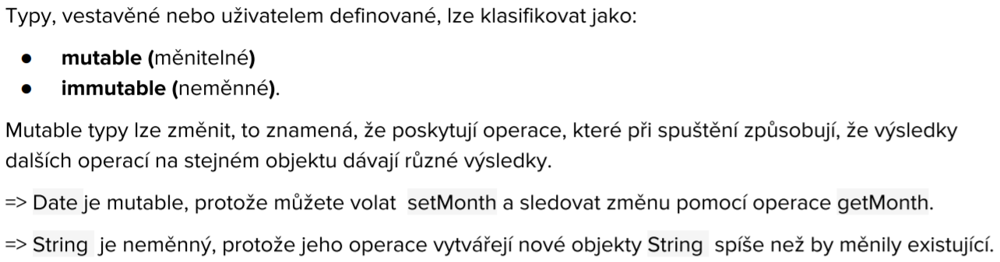 Typy, vestavěné nebo uživatelem definované, lze klasifikovat jako:
● mutable (měnitelné)
● immutable (neměnné).
Mutable typy lze změnit, to znamená, že poskytují operace, které při spuštění způsobují, že výsledky
dalších operací na stejném objektu dávají různé výsledky.
=> Date je mutable, protože můžete volat setMonth a sledovat změnu pomocí operace getMonth.
=> String je neměnný, protože jeho operace vytvářejí nové objekty String spíše než by měnily existující.